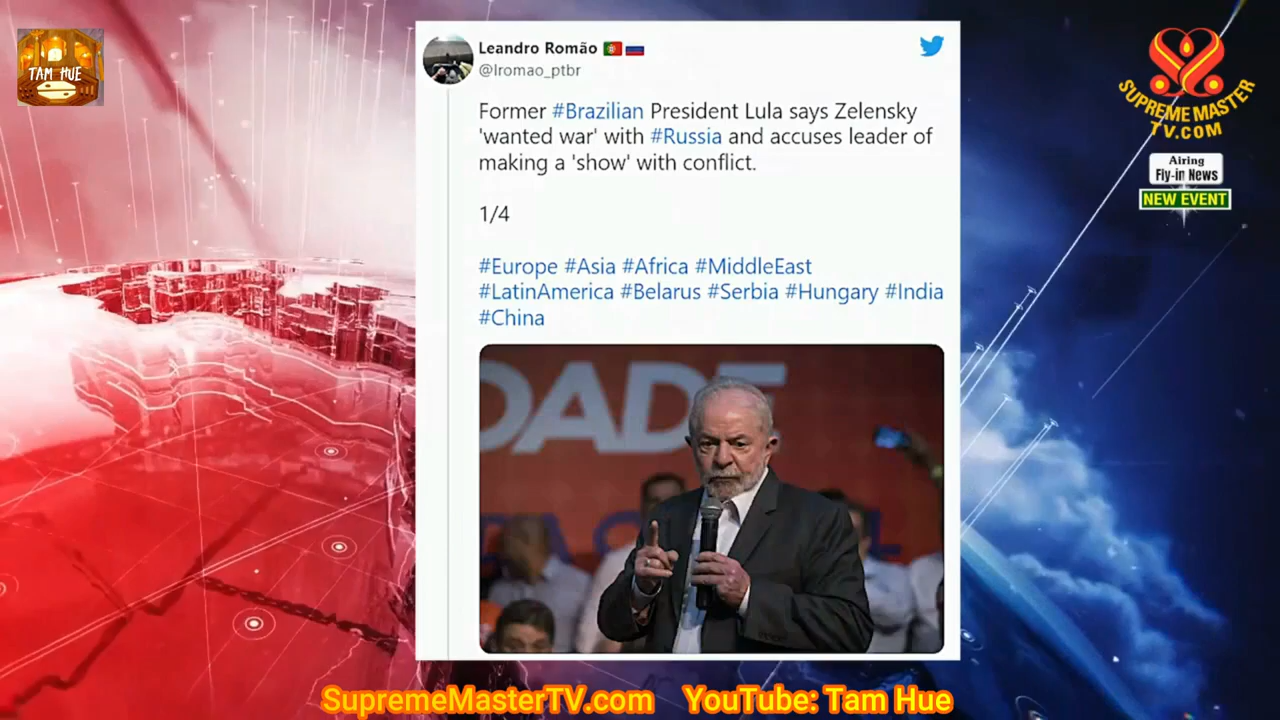 TAM HUE
Leandro Romão
@lromao_ptbr
Former #Brazilian President Lula says Zelensky
'wanted war' with #Russia and accuses leader of
making a 'show' with conflict.
1/4
#Europe #Asia #Africa #MiddleEast
#LatinAmerica #Belarus #Serbia #Hungary #India
#China
DADE
SUPREME MASTER
TV.COM
Airing
Fly-in News
NEW EVENT
SupremeMasterTV.com YouTube: Tam Hue